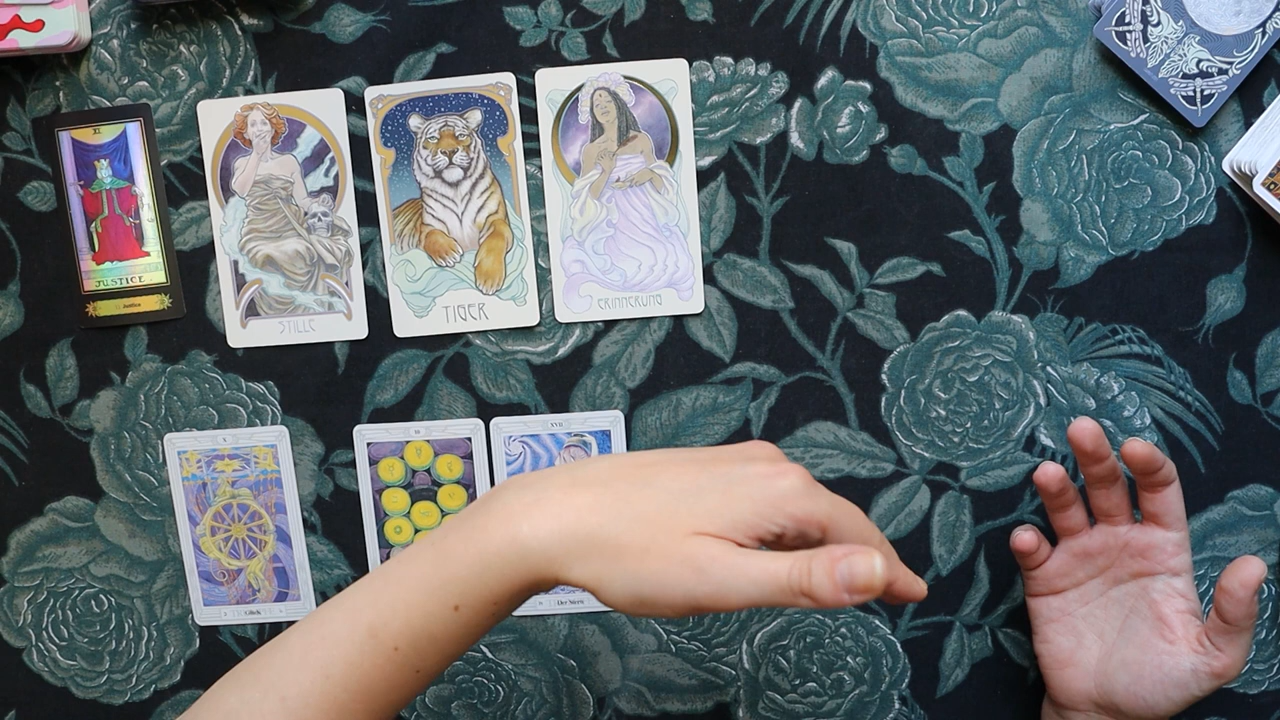 XI
JUSTICE
Justice
STILLE
TIGER
ERINNERUNG
X
Glück
10
XVII
Der Stern